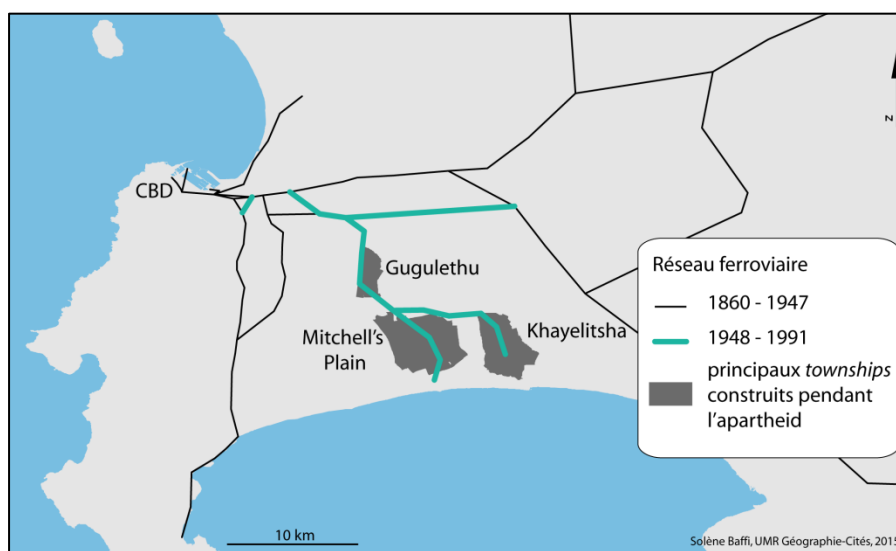 CBD
Gugulethu
Mitchell's
Plain
Khayelitsha
N
Réseau ferroviaire
1860 - 1947
1948 - 1991
principaux townships
construits pendant
l'apartheid
10 km
Solène Baffi, UMR Géographie-Cités, 2013